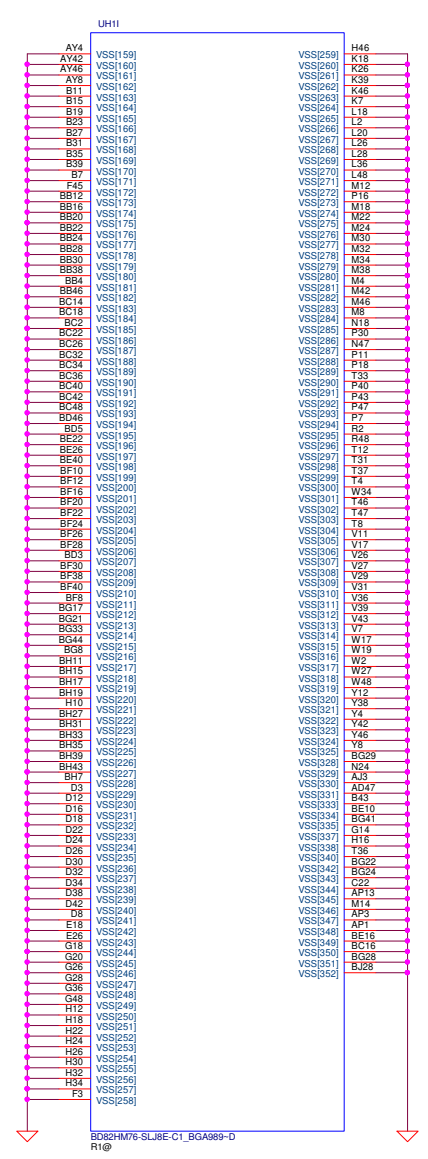 UH1I
AY4 VSS[159] VSS[259] H46
AY42 VSS[160] VSS[260] K18
AY46 VSS[161] VSS[261] K26
AY8 VSS[162] VSS[262] K39
B11 VSS[163] VSS[263] K46
B15 VSS[164] VSS[264] K7
B19 VSS[165] VSS[265] L18
B23 VSS[166] VSS[266] L2
B27 VSS[167] VSS[267] L20
B31 VSS[168] VSS[268] L26
B35 VSS[169] VSS[269] L28
B39 VSS[170] VSS[270] L36
B7 VSS[171] VSS[271] L48
F45 VSS[172] VSS[272] M12
BB12 VSS[173] VSS[273] P16
BB16 VSS[174] VSS[274] M18
BB20 VSS[175] VSS[275] M22
BB22 VSS[176] VSS[276] M24
BB24 VSS[177] VSS[277] M30
BB28 VSS[178] VSS[278] M32
BB30 VSS[179] VSS[279] M34
BB38 VSS[180] VSS[280] M38
BB4 VSS[181] VSS[281] M4
BB46 VSS[182] VSS[282] M42
BC14 VSS[183] VSS[283] M46
BC18 VSS[184] VSS[284] M8
BC2 VSS[185] VSS[285] N18
BC22 VSS[186] VSS[286] P30
BC26 VSS[187] VSS[287] N47
BC32 VSS[188] VSS[288] P11
BC34 VSS[189] VSS[289] P18
BC36 VSS[190] VSS[290] T33
BC40 VSS[191] VSS[291] P40
BC42 VSS[192] VSS[292] P43
BC48 VSS[193] VSS[293] P47
BD46 VSS[194] VSS[294] P7
BD5 VSS[195] VSS[295] R2
BE22 VSS[196] VSS[296] R48
BE26 VSS[197] VSS[297] T12
BE40 VSS[198] VSS[298] T31
BF10 VSS[199] VSS[299] T37
BF12 VSS[200] VSS[300] T4
BF16 VSS[201] VSS[301] W34
BF20 VSS[202] VSS[302] T46
BF22 VSS[203] VSS[303] T47
BF24 VSS[204] VSS[304] T8
BF26 VSS[205] VSS[305] V11
BF28 VSS[206] VSS[306] V17
BD3 VSS[207] VSS[307] V26
BF30 VSS[208] VSS[308] V27
BF38 VSS[209] VSS[309] V29
BF40 VSS[210] VSS[310] V31
BF8 VSS[211] VSS[311] V36
BG17 VSS[212] VSS[312] V39
BG21 VSS[213] VSS[313] V43
BG33 VSS[214] VSS[314] V7
BG44 VSS[215] VSS[315] W17
BG8 VSS[216] VSS[316] W19
BH11 VSS[217] VSS[317] W2
BH15 VSS[218] VSS[318] W27
BH17 VSS[219] VSS[319] W48
BH19 VSS[220] VSS[320] Y12
H10 VSS[221] VSS[321] Y38
BH27 VSS[222] VSS[322] Y4
BH31 VSS[223] VSS[323] Y42
BH33 VSS[224] VSS[324] Y46
BH35 VSS[225] VSS[325] Y8
BH39 VSS[226] VSS[328] BG29
BH43 VSS[227] VSS[329] N24
BH7 VSS[228] VSS[330] AJ3
D3 VSS[229] VSS[331] AD47
D12 VSS[230] VSS[333] B43
D16 VSS[231] VSS[334] BE10
D18 VSS[232] VSS[335] BG41
D22 VSS[233] VSS[337] G14
D24 VSS[234] VSS[338] H16
D26 VSS[235] VSS[340] T36
D30 VSS[236] VSS[342] BG22
D32 VSS[237] VSS[343] BG24
D34 VSS[238] VSS[344] C22
D38 VSS[239] VSS[345] AP13
D42 VSS[240] VSS[346] M14
D8 VSS[241] VSS[347] AP3
E18 VSS[242] VSS[348] AP1
E26 VSS[243] VSS[349] BE16
G18 VSS[244] VSS[350] BC16
G20 VSS[245] VSS[351] BG28
G26 VSS[246] VSS[352] BJ28
G28 VSS[247]
G36 VSS[248]
G48 VSS[249]
H12 VSS[250]
H18 VSS[251]
H22 VSS[252]
H24 VSS[253]
H26 VSS[254]
H30 VSS[255]
H32 VSS[256]
H34 VSS[257]
F3 VSS[258]
BD82HM76-SLJ8E-C1_BGA989~D
R1@